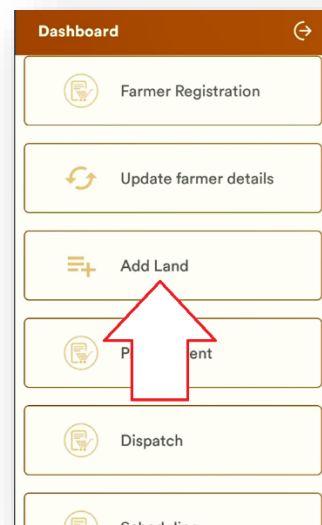 Dashboard
Farmer Registration
Update farmer details
Add Land
Dispatch